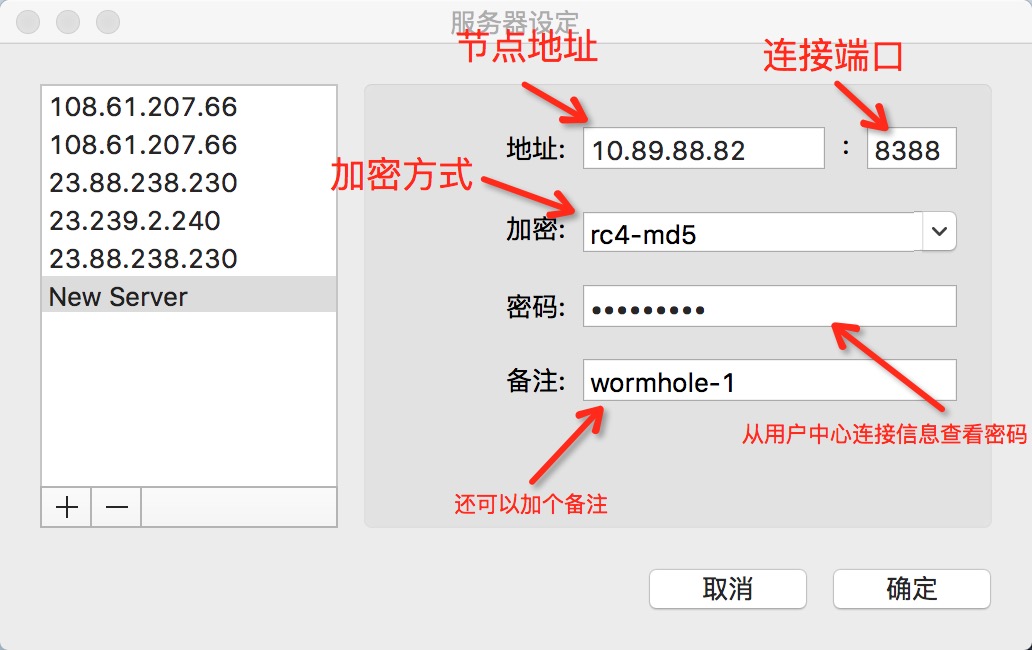 服务器设定
节点地址
连接端口
108.61.207.66
108.61.207.66
23.88.238.230
23.239.2.240
23.88.238.230
New Server
地址: 10.89.88.82 : 8388
加密方式
加密: rc4-md5
密码: •••••••••
备注: wormhole-1
从用户中心连接信息查看密码
还可以加个备注
取消 确定